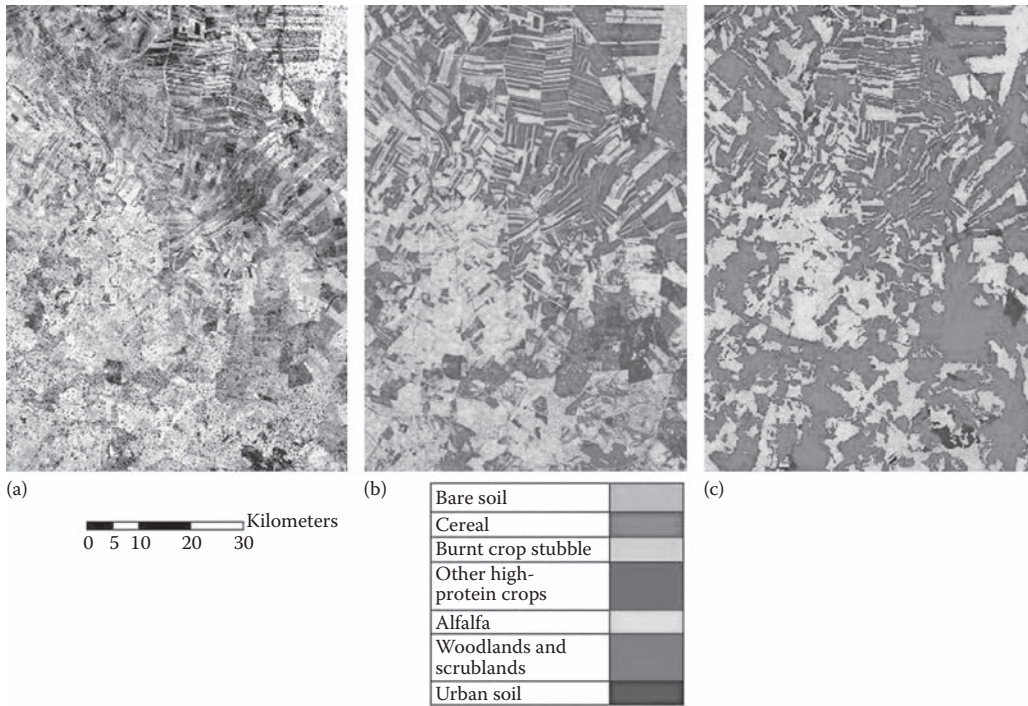 (a)
(b)
(c)
Kilometers
0 5 10 20 30
Bare soil
Cereal
Burnt crop stubble
Other high-
protein crops
Alfalfa
Woodlands and
scrublands
Urban soil